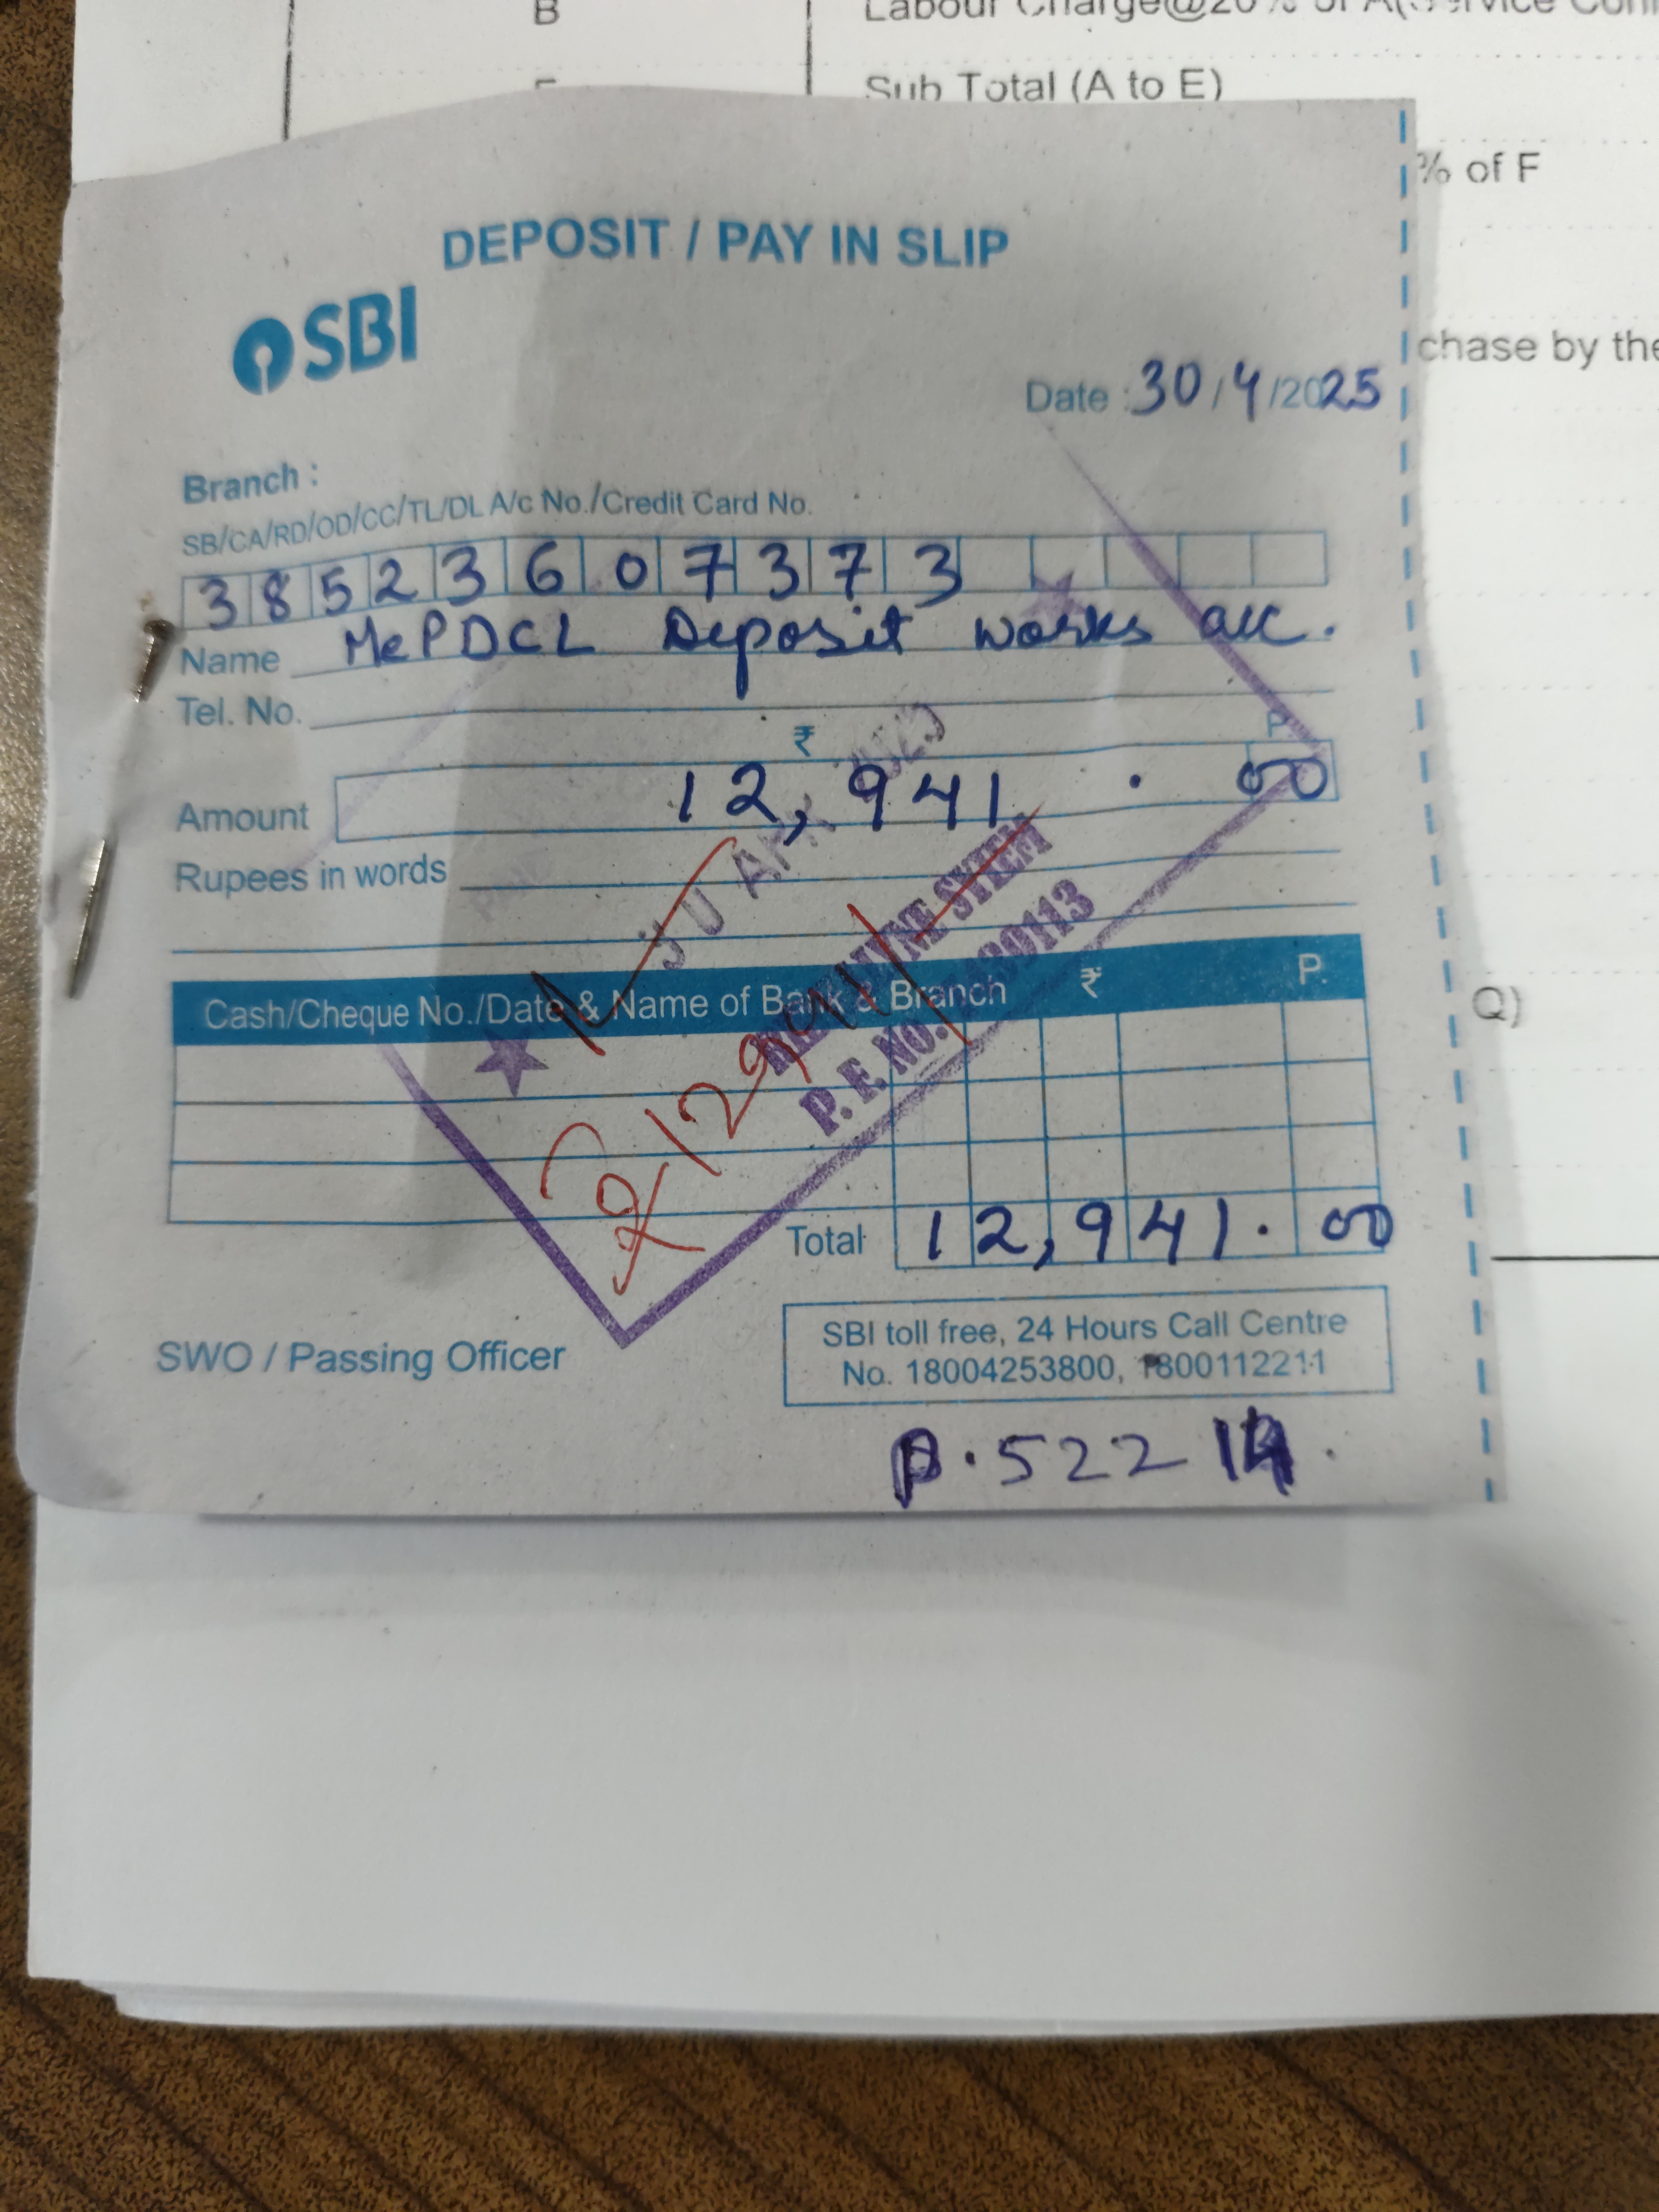 B
Labour Charge@20% of A(
Sub Total (A to E)
% of F
chase by the
Q)
DEPOSIT / PAY IN SLIP
SBI
Date : 30/4/2025
Branch :
SB/CA/RD/OD/CC/TL/DL A/c No./Credit Card No.
38523607373
Name MePDCL Deposit works acc.
Tel. No.
₹ P.
Amount 12,941 . 00
Rupees in words
Cash/Cheque No./Date & Name of Bank & Branch ₹ P.
P. F. NO.
12941/
Total 12,941. 00
SWO / Passing Officer
SBI toll free, 24 Hours Call Centre
No. 18004253800, 1800112211